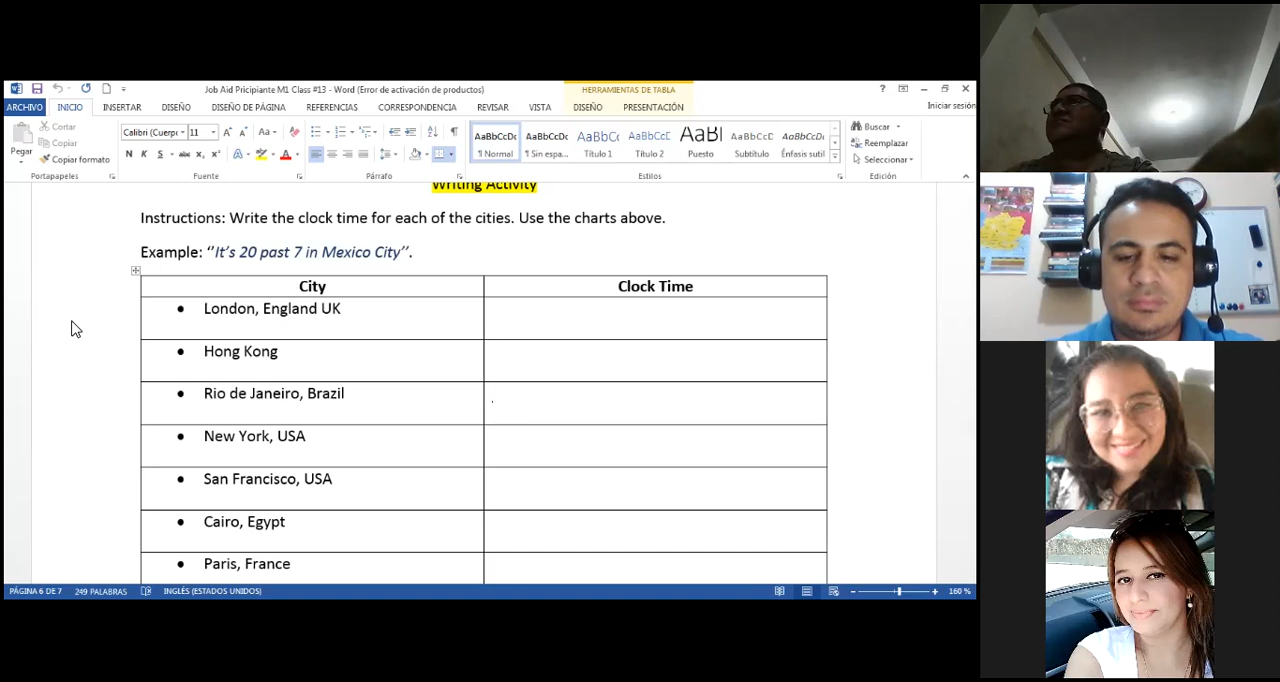 Job Aid Pricipiante M1 Class #13 - Word (Error de activación de productos)
HERRAMIENTAS DE TABLA
ARCHIVO INICIO INSERTAR DISEÑO DISEÑO DE PÁGINA REFERENCIAS CORRESPONDENCIA REVISAR VISTA DISEÑO PRESENTACIÓN
Iniciar sesión
Pegar
Cortar
Copiar
Copiar formato
Portapapeles
Calibri (Cuerpo 11
N K S abc
Fuente
Párrafo
AaBbCcDc AaBbCcDc AaBbCc AaBbCcD AaBl AaBbCcD AaBbCcDc
¶ Normal ¶ Sin espa... Título 1 Título 2 Puesto Subtítulo Énfasis sutil
Estilos
Buscar
Reemplazar
Seleccionar
Edición
Writing Activity
Instructions: Write the clock time for each of the cities. Use the charts above.
Example: ‘’It’s 20 past 7 in Mexico City’’.
City Clock Time
• London, England UK
• Hong Kong
• Rio de Janeiro, Brazil
• New York, USA
• San Francisco, USA
• Cairo, Egypt
• Paris, France
PÁGINA 6 DE 7 249 PALABRAS INGLÉS (ESTADOS UNIDOS)
160 %